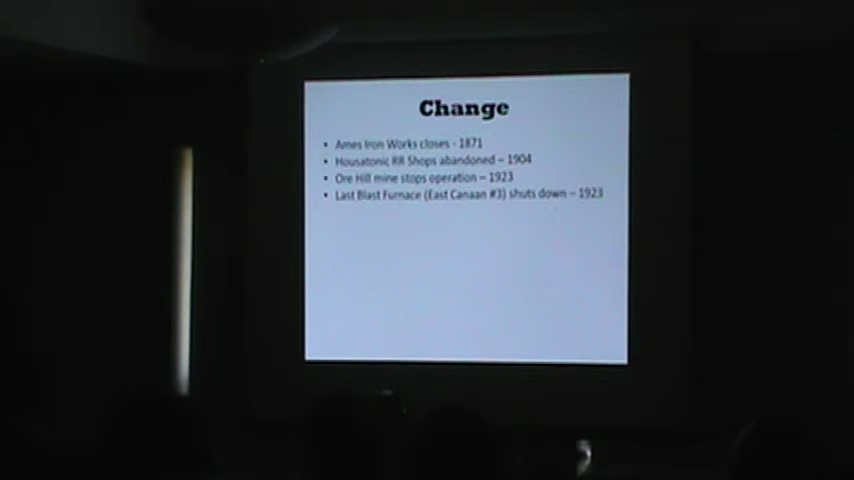 Change
• Ames Iron Works closes - 1871
• Housatonic RR Shops abandoned – 1904
• Ore Hill mine stops operation – 1923
• Last Blast Furnace (East Canaan #3) shuts down – 1923